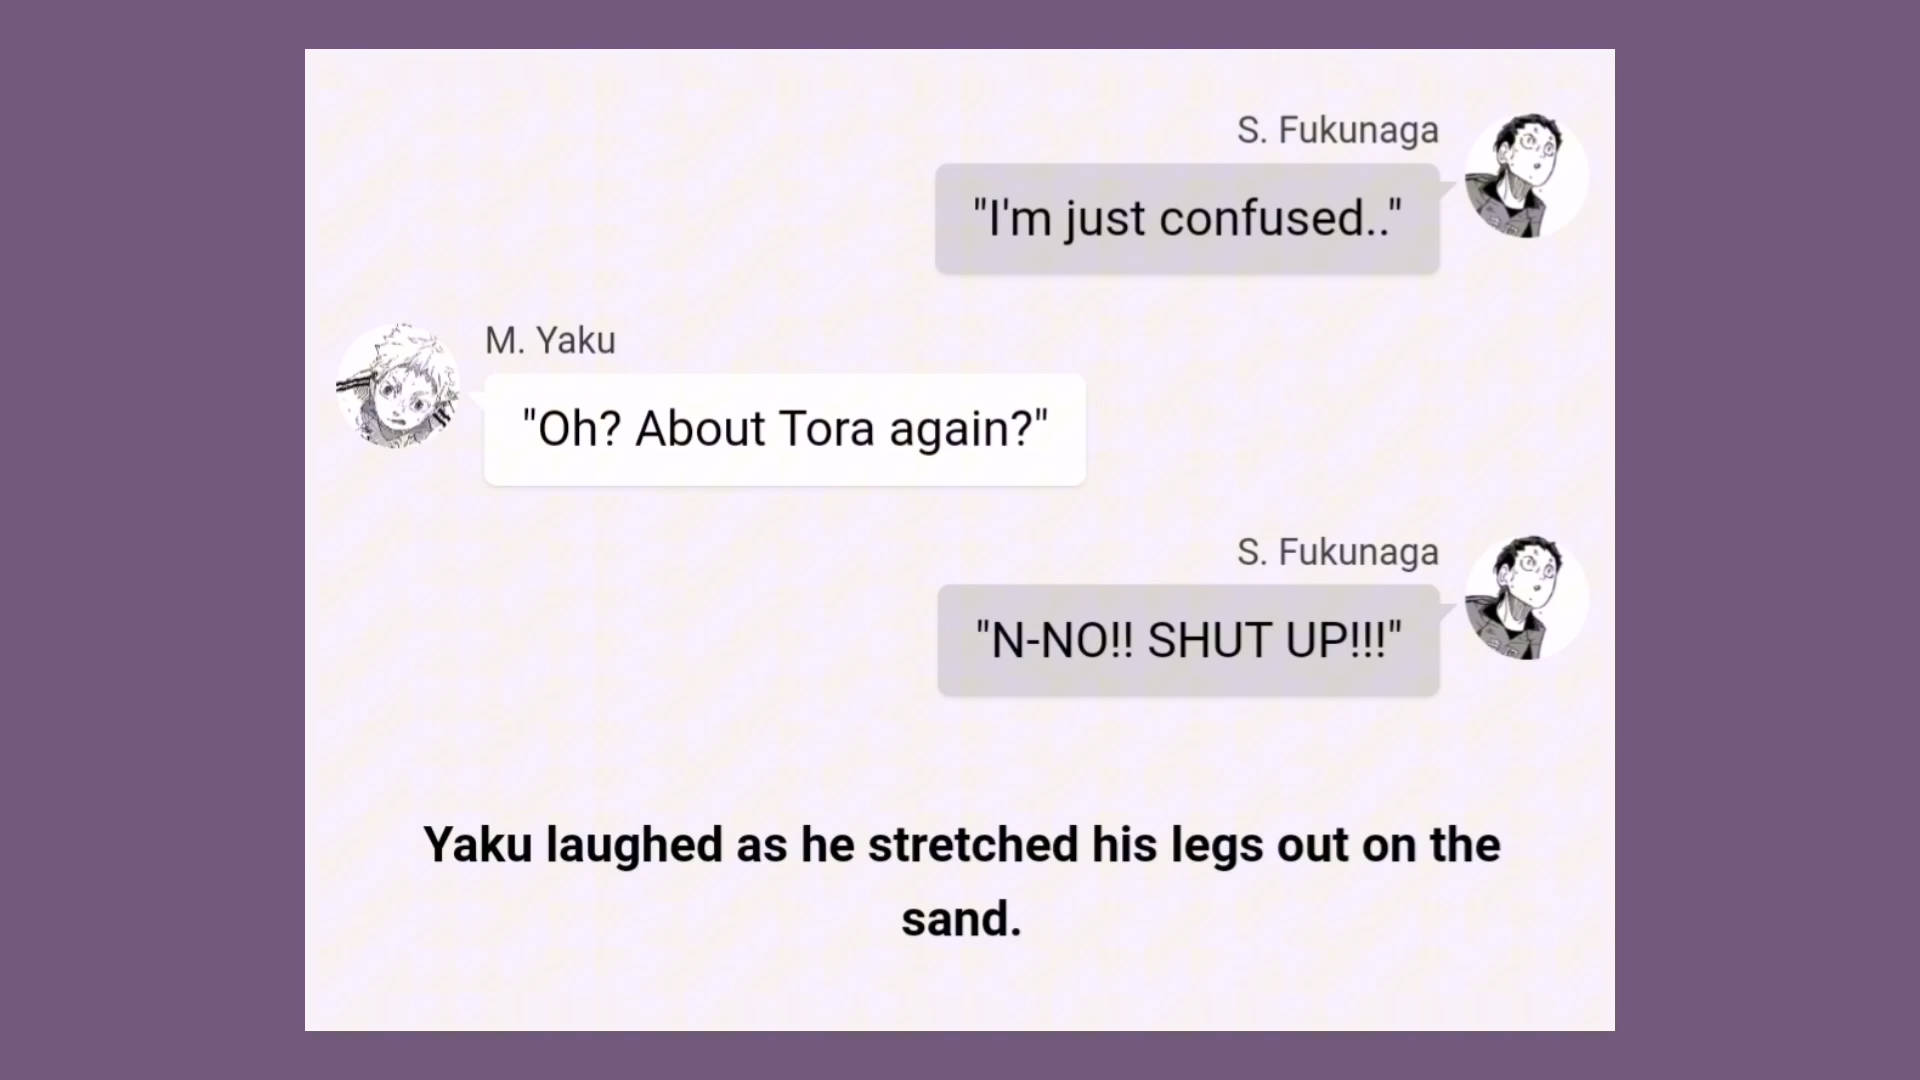 S. Fukunaga
"I'm just confused.."
M. Yaku
"Oh? About Tora again?"
S. Fukunaga
"N-NO!! SHUT UP!!!"
Yaku laughed as he stretched his legs out on the
sand.